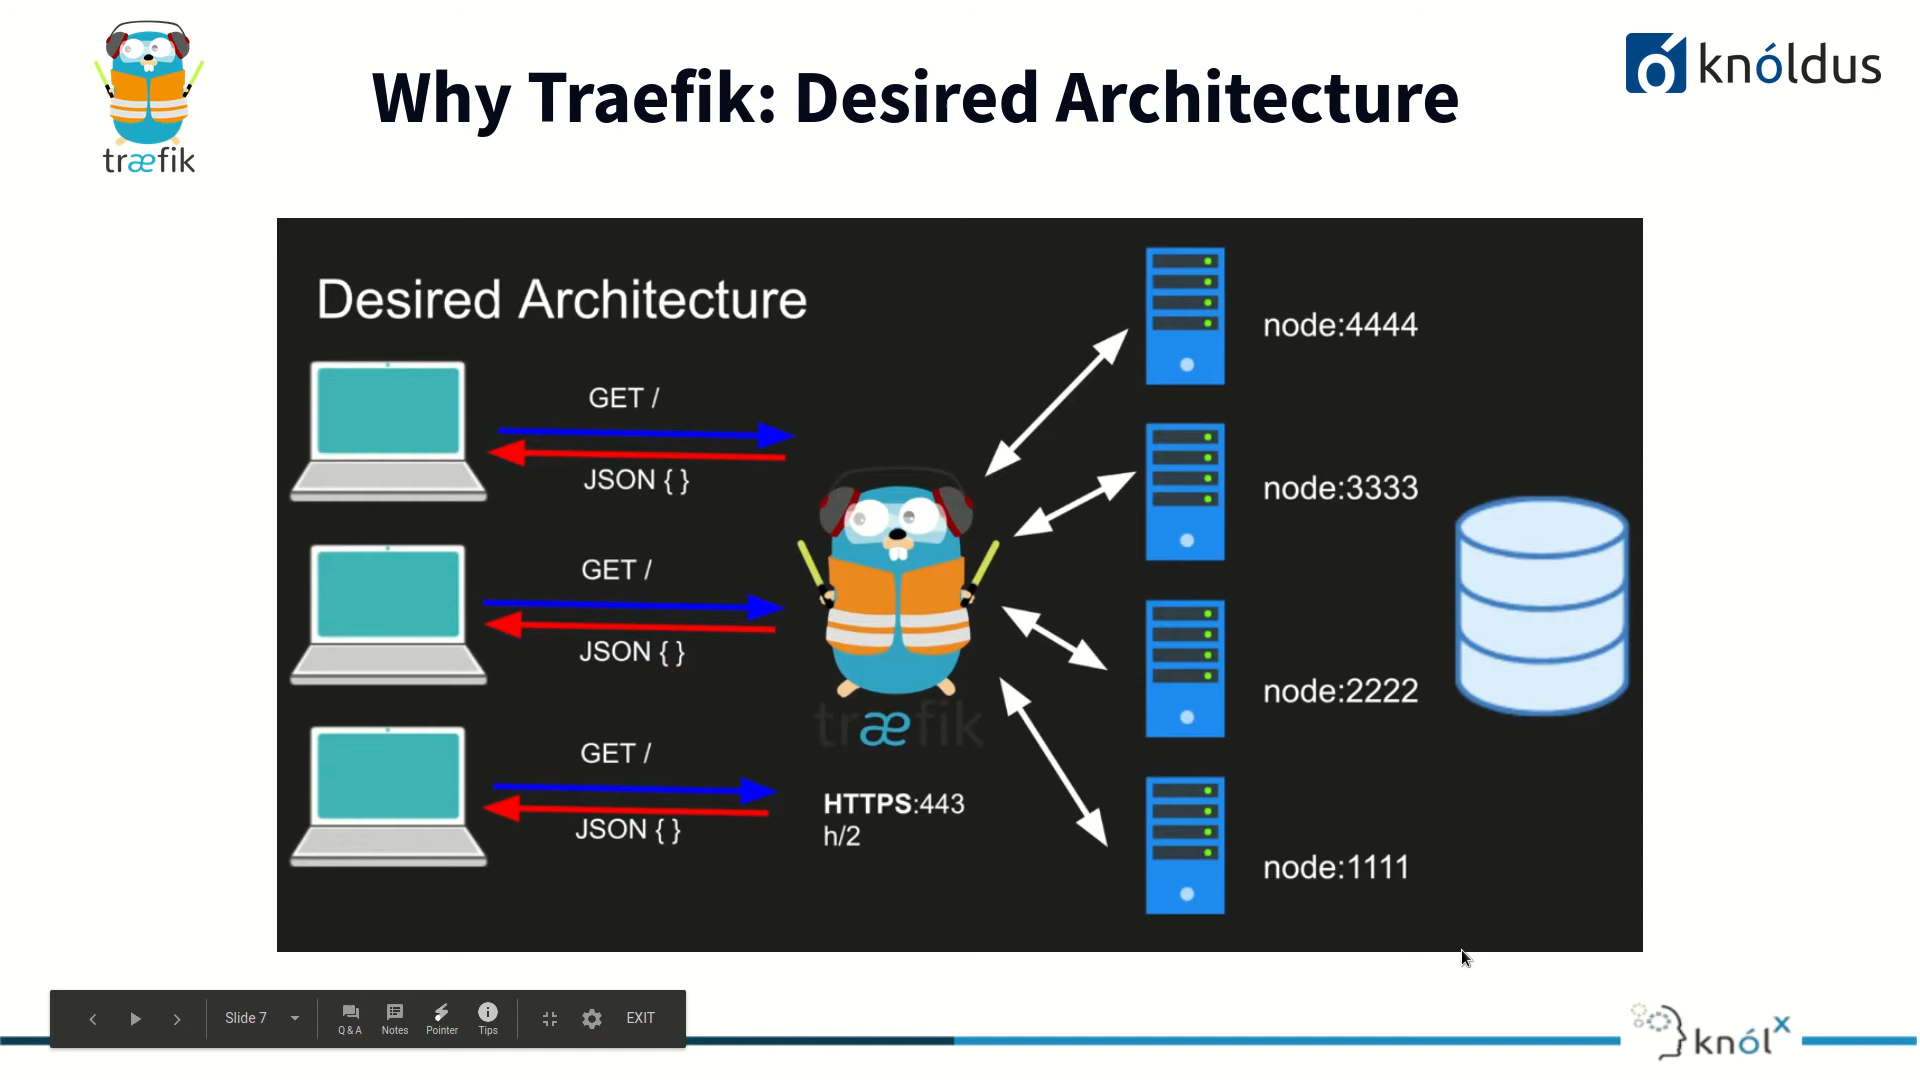 træfik
Why Traefik: Desired Architecture
knóldus
Desired Architecture
GET /
JSON { }
GET /
JSON { }
GET /
JSON { }
træfik
HTTPS:443
h/2
node:4444
node:3333
node:2222
node:1111
Slide 7
Q & A
Notes
Pointer
Tips
EXIT
knólx